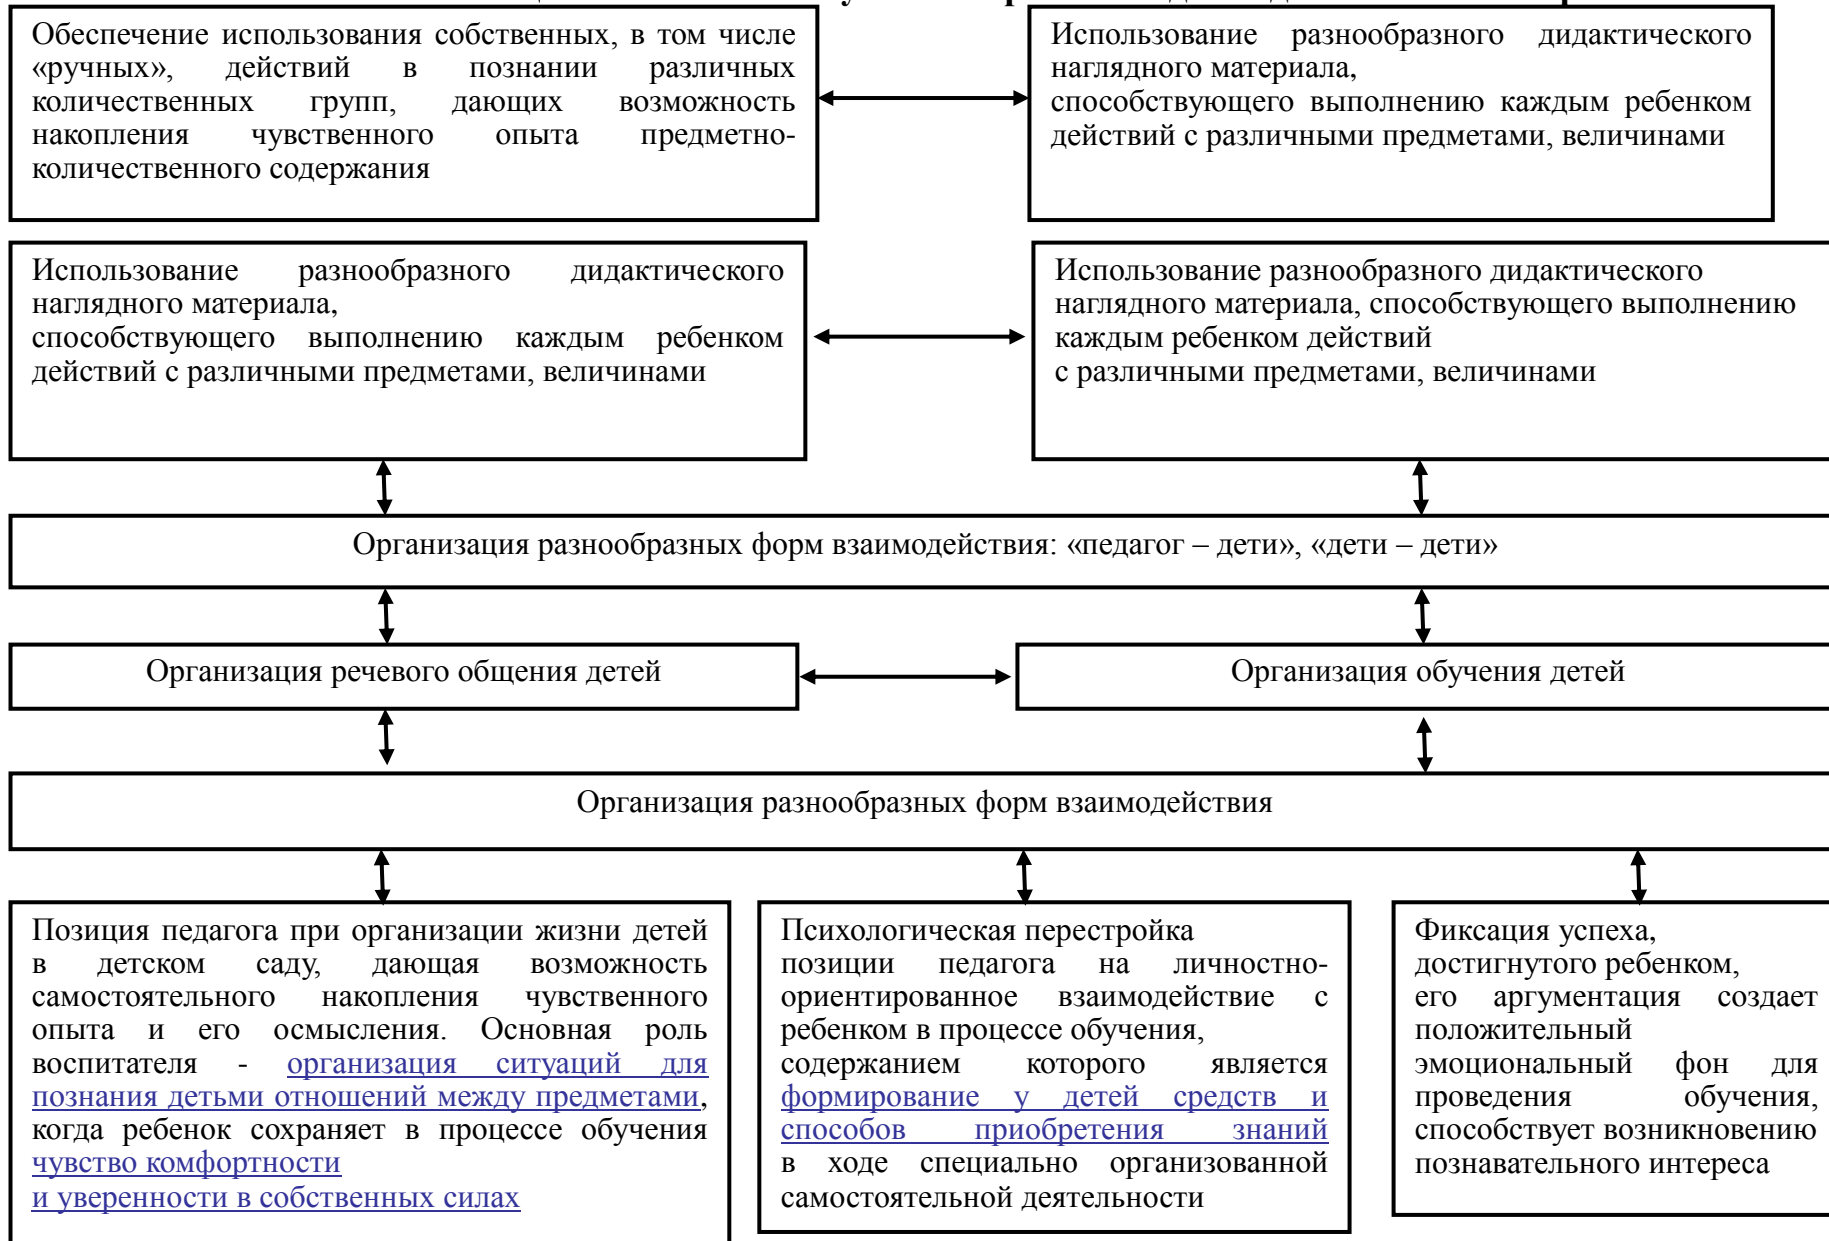 Обеспечение использования собственных, в том числе
«ручных», действий в познании различных
количественных групп, дающих возможность
накопления чувственного опыта предметно-
количественного содержания
Использование разнообразного дидактического
наглядного материала,
способствующего выполнению каждым ребенком
действий с различными предметами, величинами
Использование разнообразного дидактического
наглядного материала,
способствующего выполнению каждым ребенком
действий с различными предметами, величинами
Использование разнообразного дидактического
наглядного материала, способствующего выполнению
каждым ребенком действий
с различными предметами, величинами
Организация разнообразных форм взаимодействия: «педагог – дети», «дети – дети»
Организация речевого общения детей
Организация обучения детей
Организация разнообразных форм взаимодействия
Позиция педагога при организации жизни детей
в детском саду, дающая возможность
самостоятельного накопления чувственного
опыта и его осмысления. Основная роль
воспитателя - организация ситуаций для
познания детьми отношений между предметами,
когда ребенок сохраняет в процессе обучения
чувство комфортности
и уверенности в собственных силах
Психологическая перестройка
позиции педагога на личностно-
ориентированное взаимодействие с
ребенком в процессе обучения,
содержанием которого является
формирование у детей средств и
способов приобретения знаний
в ходе специально организованной
самостоятельной деятельности
Фиксация успеха,
достигнутого ребенком,
его аргументация создает
положительный
эмоциональный фон для
проведения обучения,
способствует возникновению
познавательного интереса